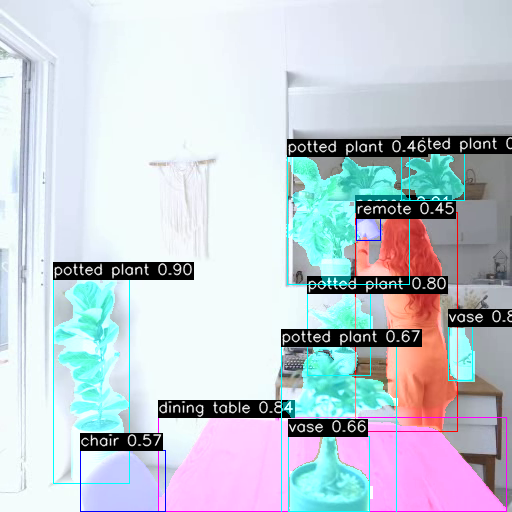 potted plant 0.46
remote 0.45
potted plant 0.90
potted plant 0.80
potted plant 0.67
dining table 0.84
vase 0.66
chair 0.57